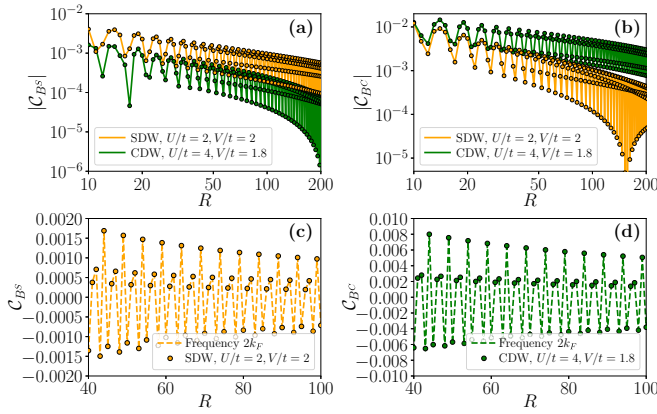 (a)
10⁻²
10⁻³
10⁻⁴
10⁻⁵
10⁻⁶
|𝒞_{B^S}|
SDW, U/t = 2, V/t = 2
CDW, U/t = 4, V/t = 1.8
10 20 50 100 200
R
(b)
10⁻²
10⁻³
10⁻⁴
10⁻⁵
|𝒞_{B^C}|
SDW, U/t = 2, V/t = 2
CDW, U/t = 4, V/t = 1.8
10 20 50 100 200
R
(c)
0.0020
0.0015
0.0010
0.0005
0.0000
−0.0005
−0.0010
−0.0015
−0.0020
𝒞_{B^S}
Frequency 2k_F
SDW, U/t = 2, V/t = 2
40 60 80 100
R
(d)
0.010
0.008
0.006
0.004
0.002
0.000
−0.002
−0.004
−0.006
−0.008
−0.010
𝒞_{B^C}
Frequency 2k_F
CDW, U/t = 4, V/t = 1.8
40 60 80 100
R